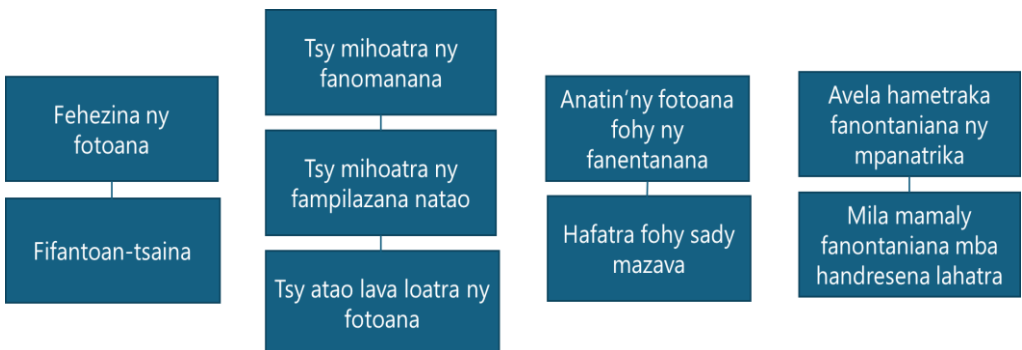 Fehezina ny
fotoana
Fifantoan-tsaina
Tsy mihoatra ny
fanomanana
Tsy mihoatra ny
fampilazana natao
Tsy atao lava loatra ny
fotoana
Anatin’ny fotoana
fohy ny
fanentanana
Hafatra fohy sady
mazava
Avela hametraka
fanontaniana ny
mpanatrika
Mila mamaly
fanontaniana mba
handresena lahatra